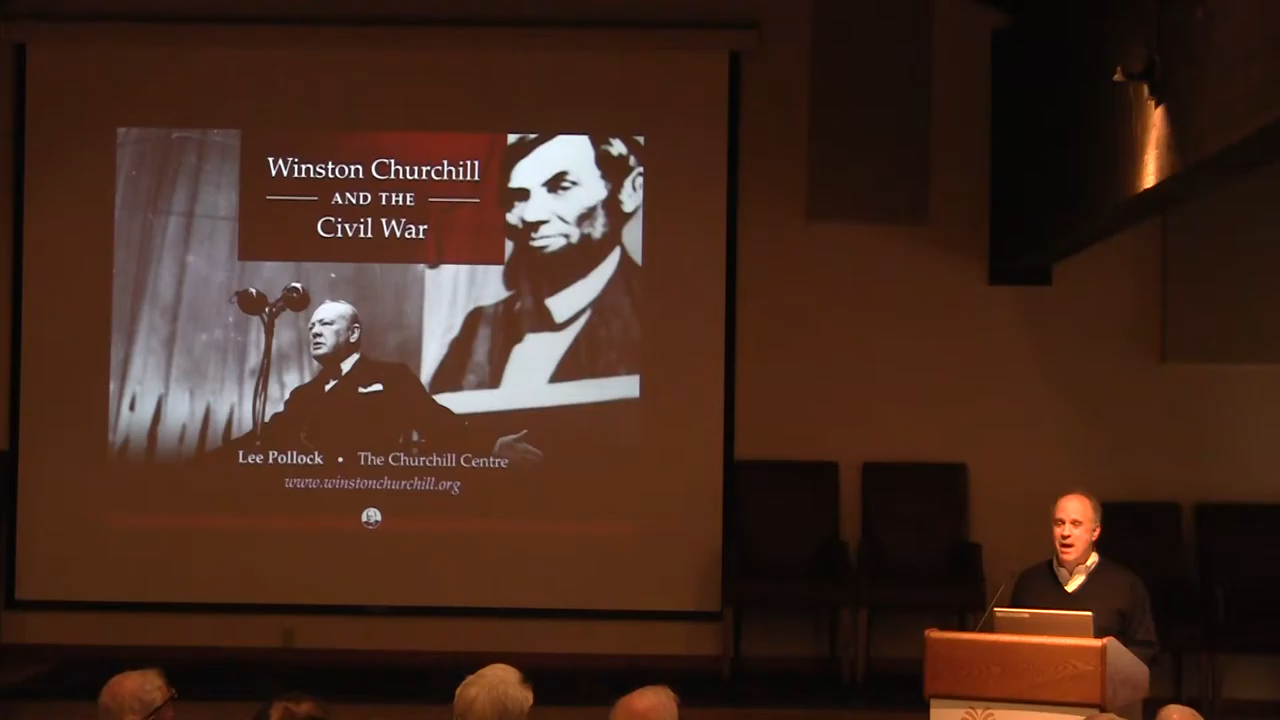 Winston Churchill
AND THE
Civil War
Lee Pollock • The Churchill Centre
www.winstonchurchill.org